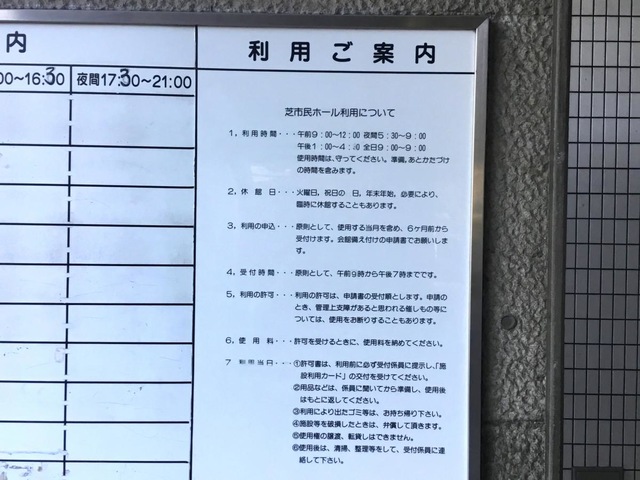 内
00~16:30
夜間17:30~21:00
利用ご案内
芝市民ホール利用について
1, 利用時間・・・午前9:00~12:00 夜間5:30~9:00
午後1:00~4:30 全日9:00~9:00
使用時間は、守ってください。準備、あとかたづけ
の時間を含みます。
2, 休館日・・・火曜日、祝日の 日、年末年始。必要により、
臨時に休館することもあります。
3, 利用の申込・・・原則として、使用する当月を含め、6ヶ月前から
受付けます。会館備え付けの申請書でお願いしま
す。
4, 受付時間・・・原則として、午前9時から午後7時までです。
5, 利用の許可・・・利用の許可は、申請書の受付順とします。申請の
とき、管理上支障があると思われる催しもの等に
ついては、使用をお断りすることもあります。
6, 使用料・・・許可を受けるときに、使用料を納めてください。
7 利用当日・・・①許可書は、利用前に必ず受付係員に提示し、「施
設利用カード」の交付を受けてください。
②用品などは、係員に聞いてから準備し、使用後
はもとに返してください。
③利用により出たゴミ等は、お持ち帰り下さい。
④施設等を破損したときは、弁償して頂きます。
⑤使用権の譲渡、転貸しはできません。
⑥使用後は、清掃、整理等をして、受付係員に連
絡して下さい。